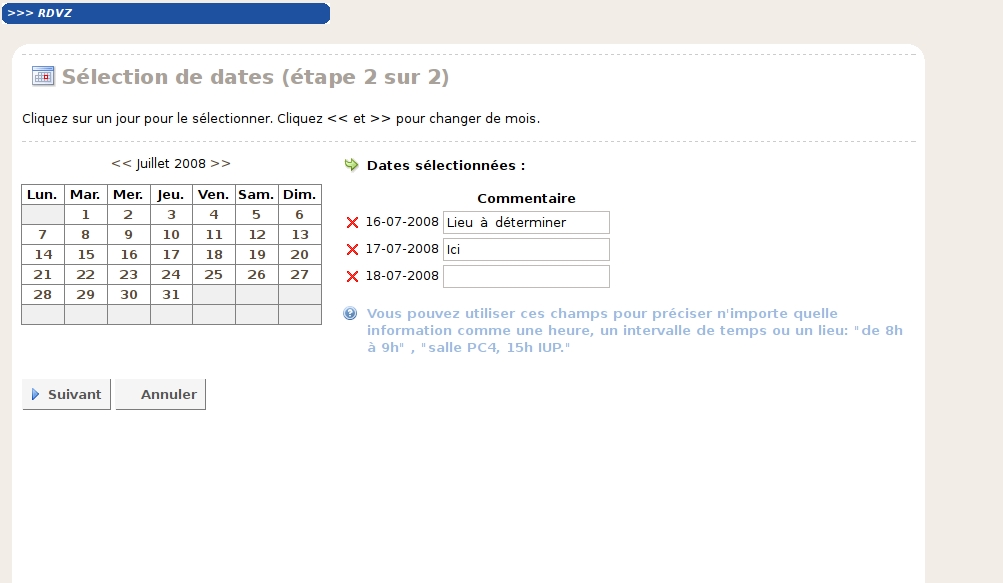 >>> RDVZ
Sélection de dates (étape 2 sur 2)
Cliquez sur un jour pour le sélectionner. Cliquez << et >> pour changer de mois.
<< Juillet 2008 >>
Lun. Mar. Mer. Jeu. Ven. Sam. Dim.
1 2 3 4 5 6
7 8 9 10 11 12 13
14 15 16 17 18 19 20
21 22 23 24 25 26 27
28 29 30 31
Dates sélectionnées :
Commentaire
16-07-2008 Lieu à déterminer
17-07-2008 Ici
18-07-2008
Vous pouvez utiliser ces champs pour préciser n'importe quelle
information comme une heure, un intervalle de temps ou un lieu: "de 8h
à 9h" , "salle PC4, 15h IUP."
Suivant Annuler